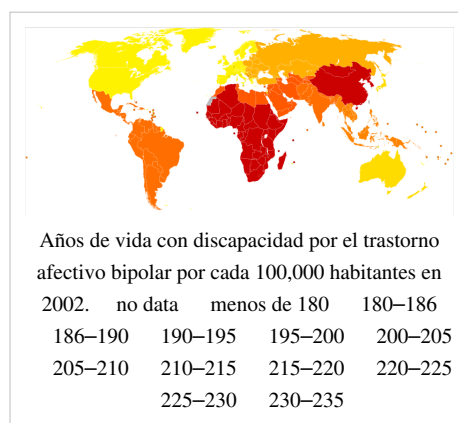 Años de vida con discapacidad por el trastorno
afectivo bipolar por cada 100,000 habitantes en
2002. no data menos de 180 180–186
186–190 190–195 195–200 200–205
205–210 210–215 215–220 220–225
225–230 230–235